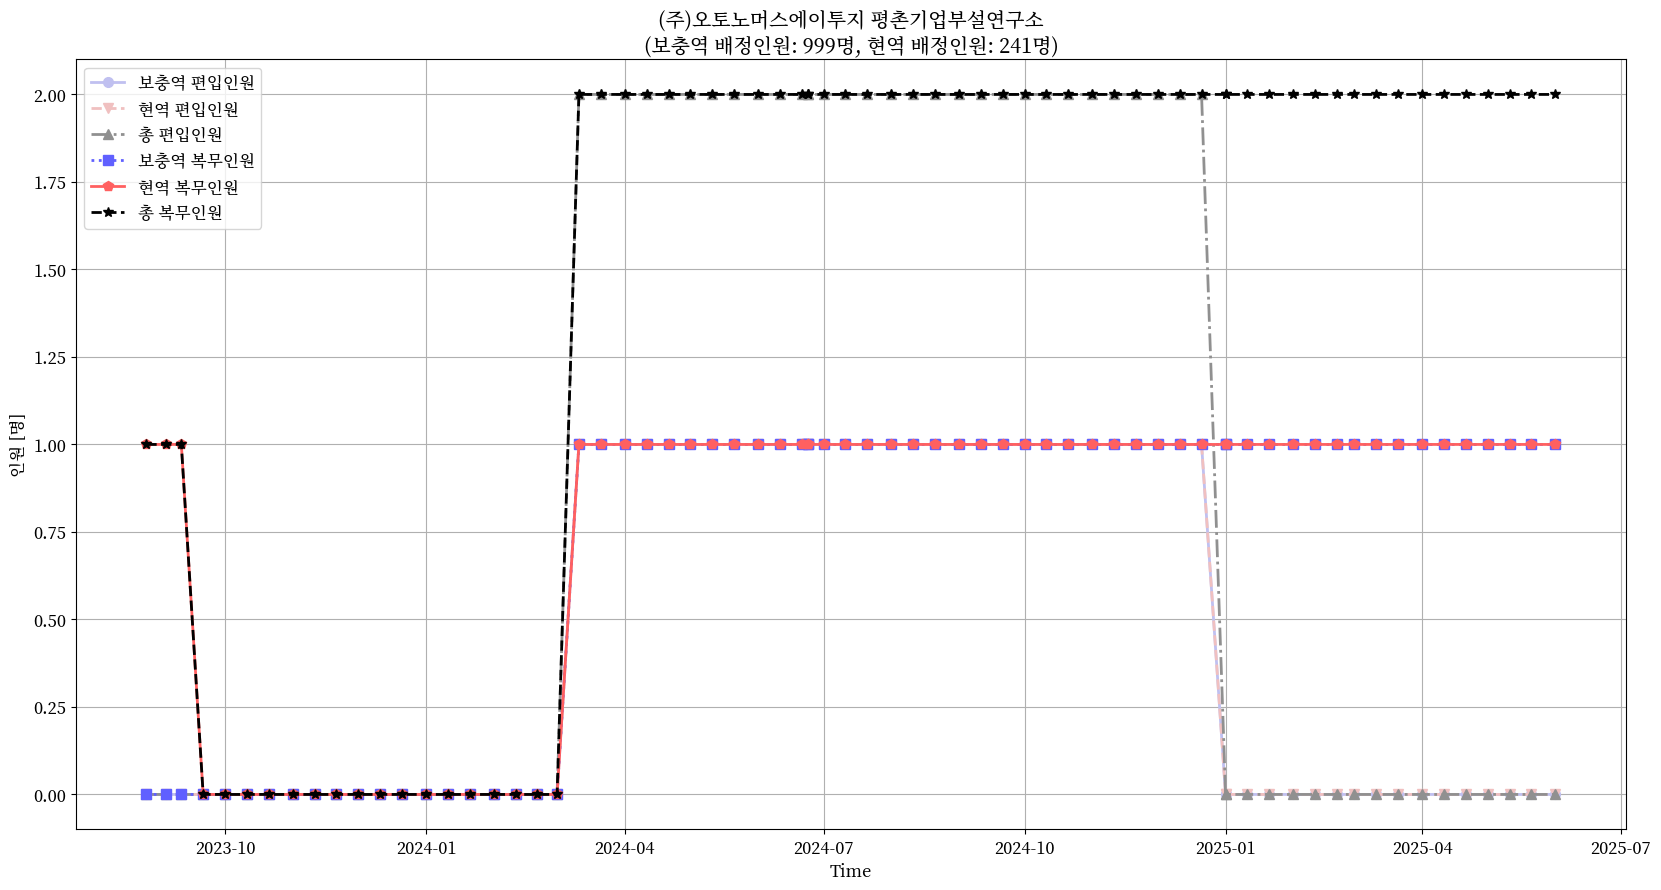 (주)오토노머스에이투지 평촌기업부설연구소
(보충역 배정인원: 999명, 현역 배정인원: 241명)
보충역 편입인원
현역 편입인원
총 편입인원
보충역 복무인원
현역 복무인원
총 복무인원
인원 [명]
2.00
1.75
1.50
1.25
1.00
0.75
0.50
0.25
0.00
2023-10
2024-01
2024-04
2024-07
2024-10
2025-01
2025-04
2025-07
Time